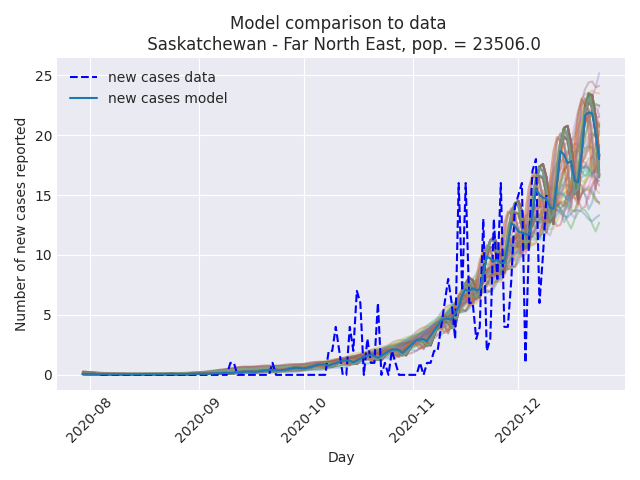 Model comparison to data
Saskatchewan - Far North East, pop. = 23506.0
new cases data
new cases model
Number of new cases reported
25
20
15
10
5
0
2020-08
2020-09
2020-10
2020-11
2020-12
Day